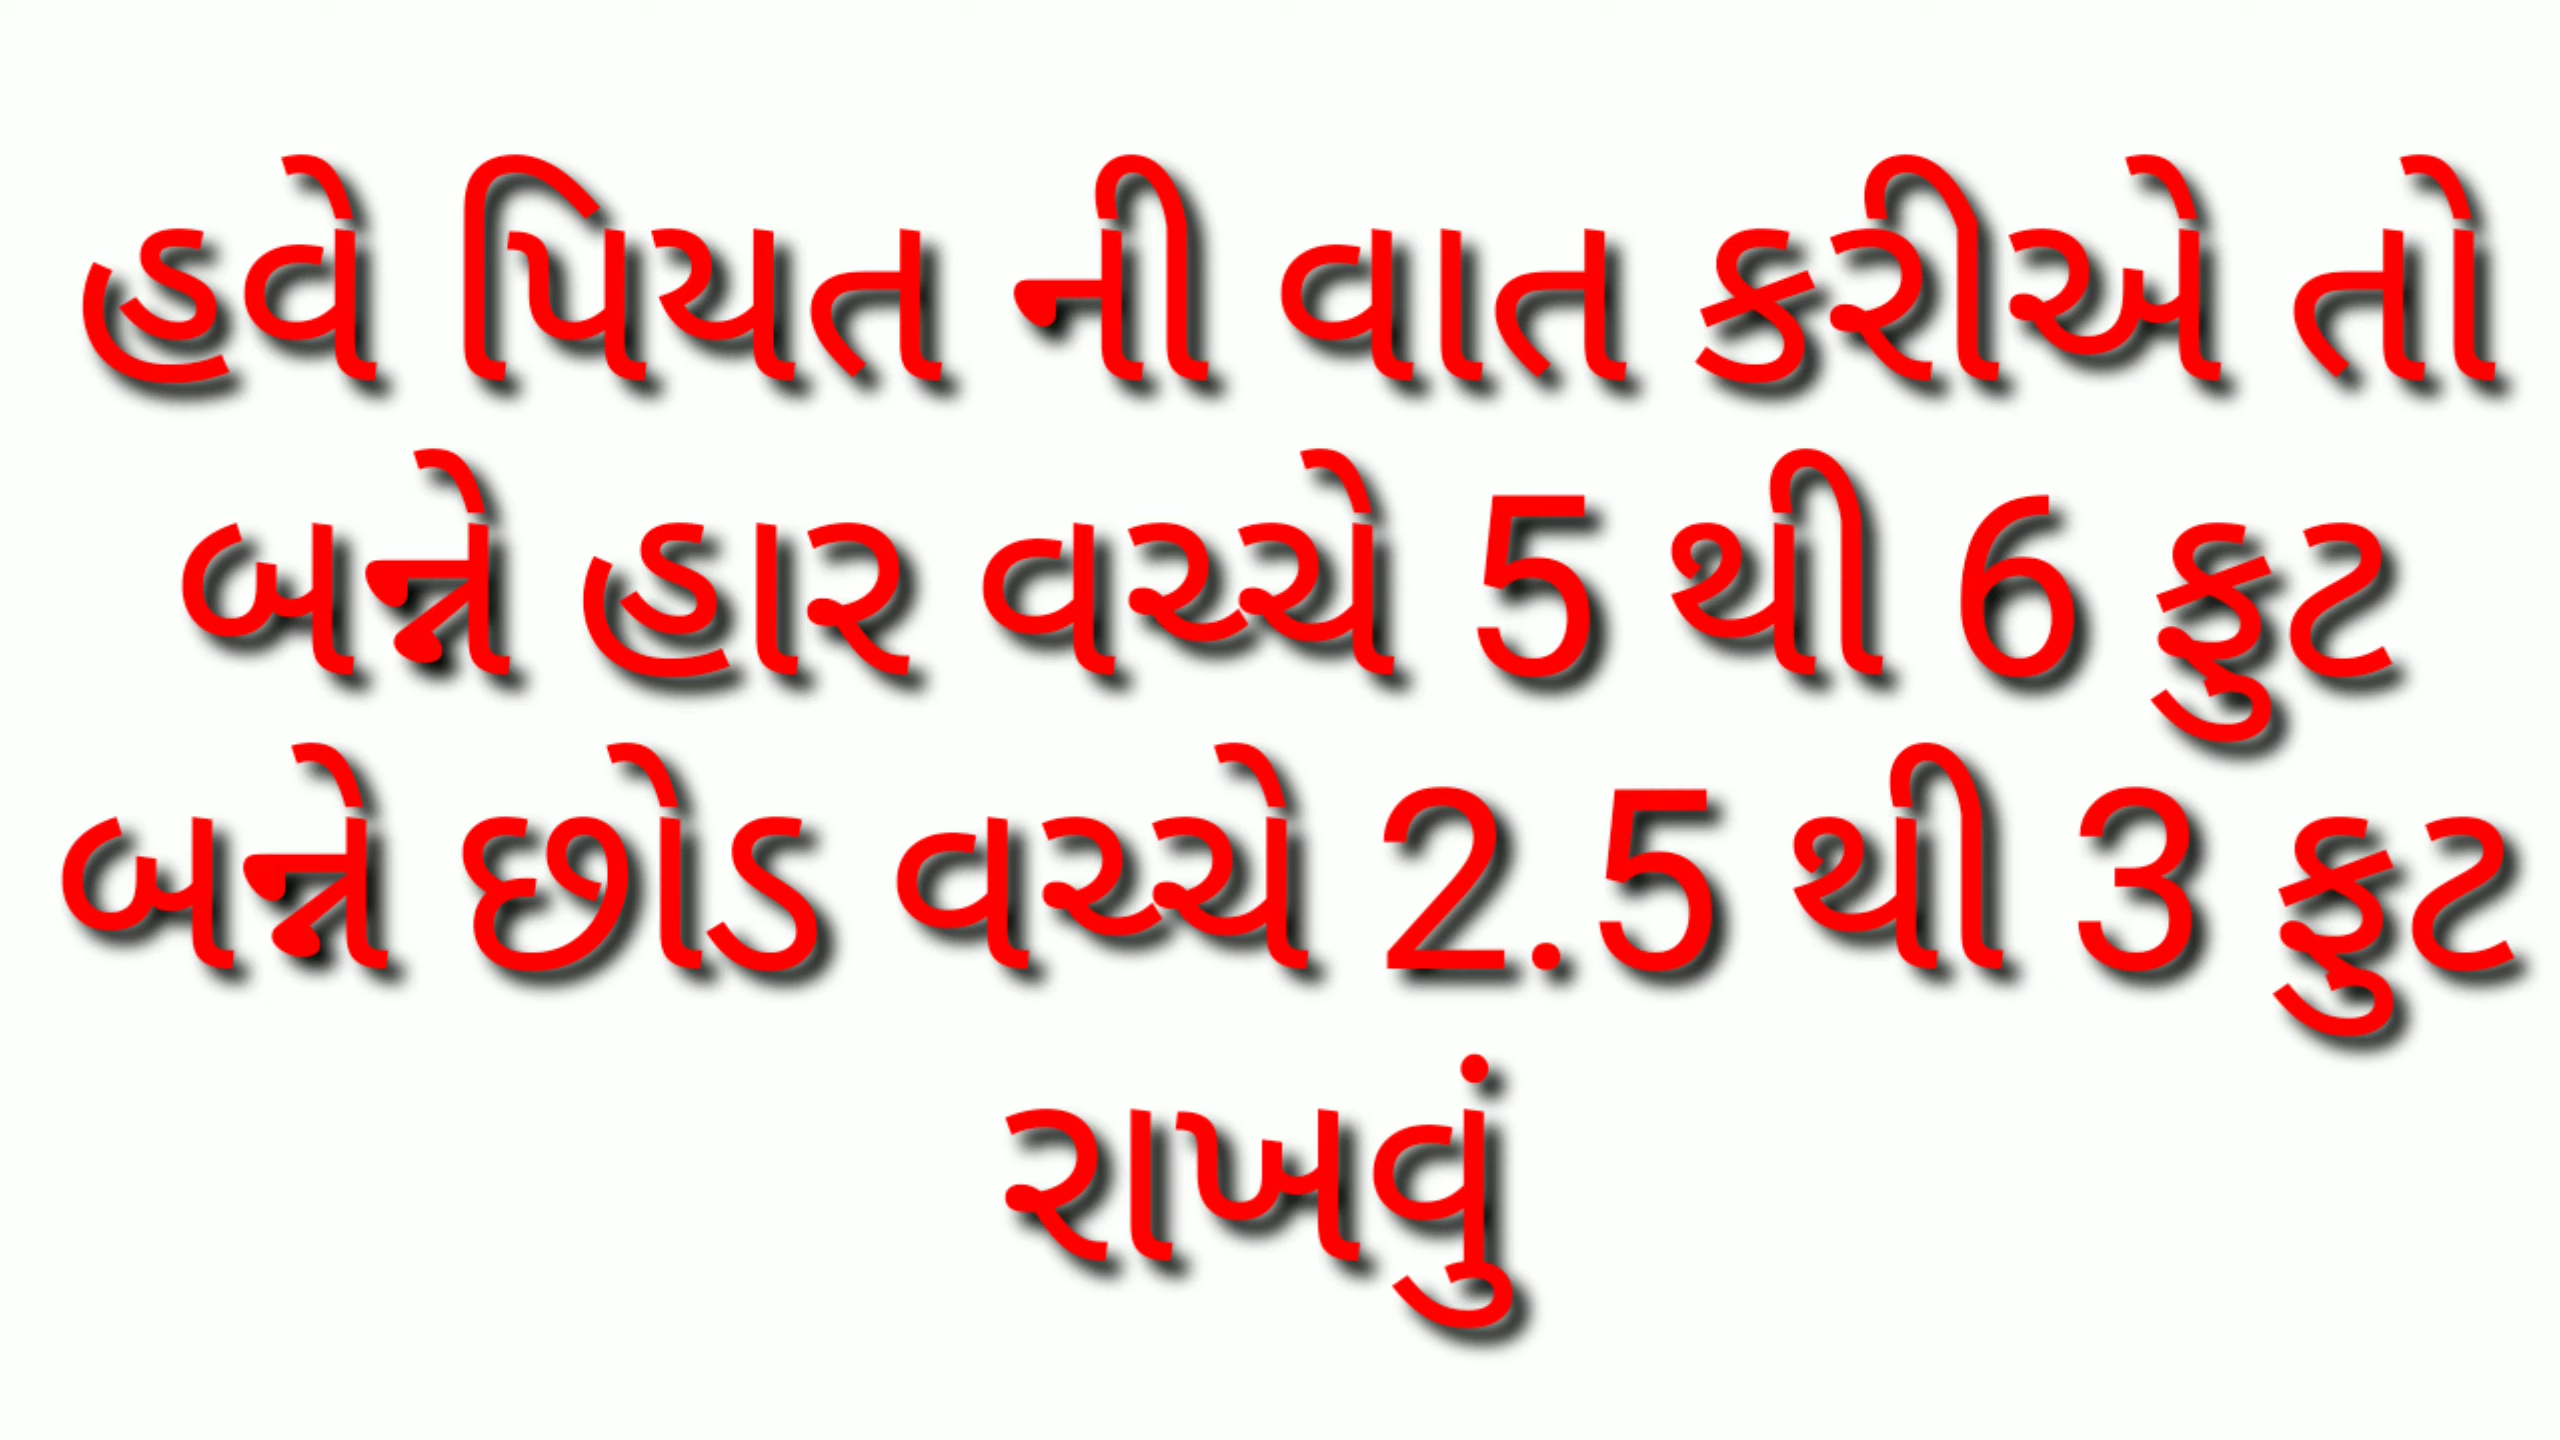 હવે પિયત ની વાત કરીએ તો
બન્ને હાર વચ્ચે 5 થી 6 ફુટ
બન્ને છોડ વચ્ચે 2.5 થી 3 ફુટ
રાખવું